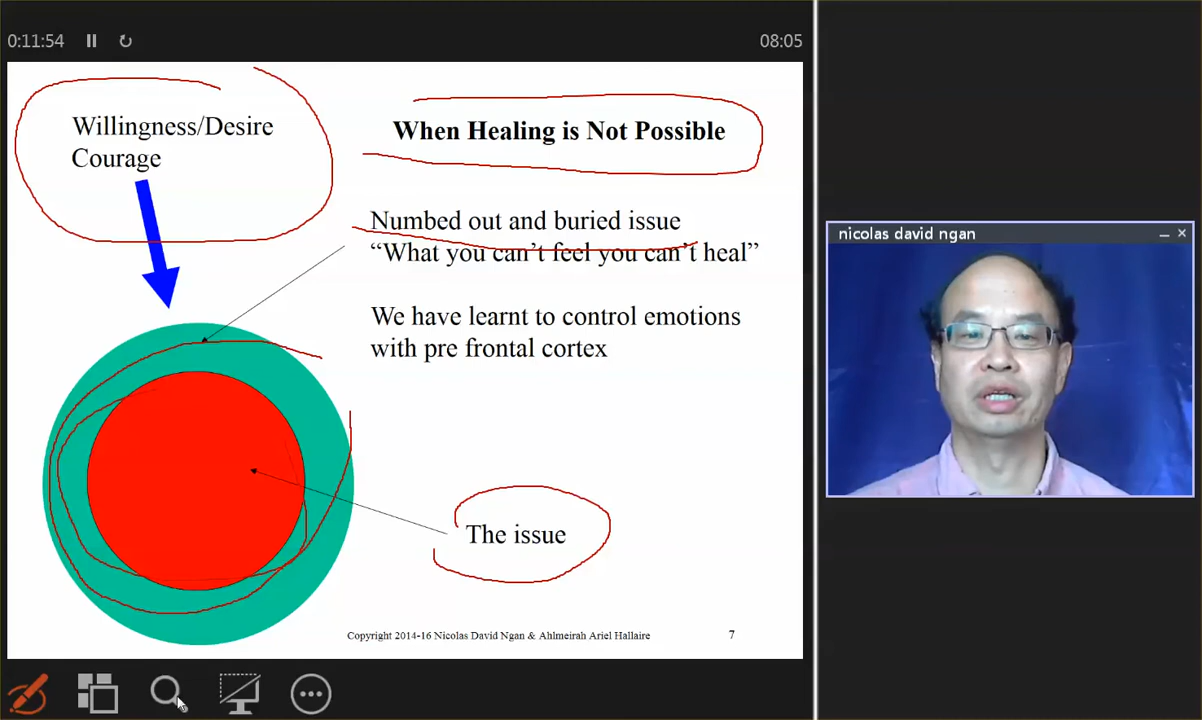 0:11:54
08:05
Willingness/Desire
Courage
When Healing is Not Possible
Numbed out and buried issue
“What you can’t feel you can’t heal”
We have learnt to control emotions
with pre frontal cortex
The issue
Copyright 2014-16 Nicolas David Ngan & Ahlmeirah Ariel Hallaire
7
nicolas david ngan